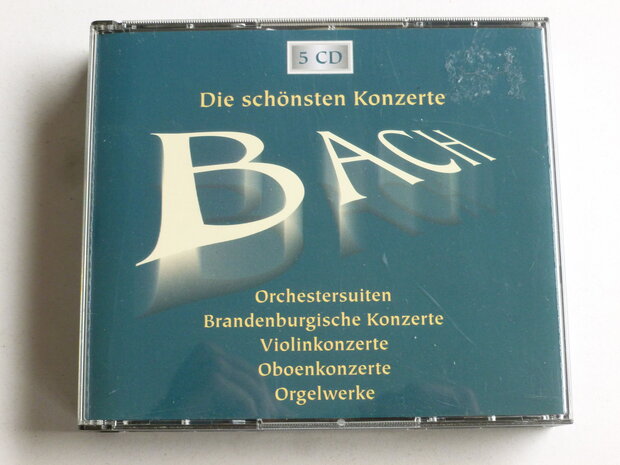 5 CD
Die schönsten Konzerte
BACH
Orchestersuiten
Brandenburgische Konzerte
Violinkonzerte
Oboenkonzerte
Orgelwerke